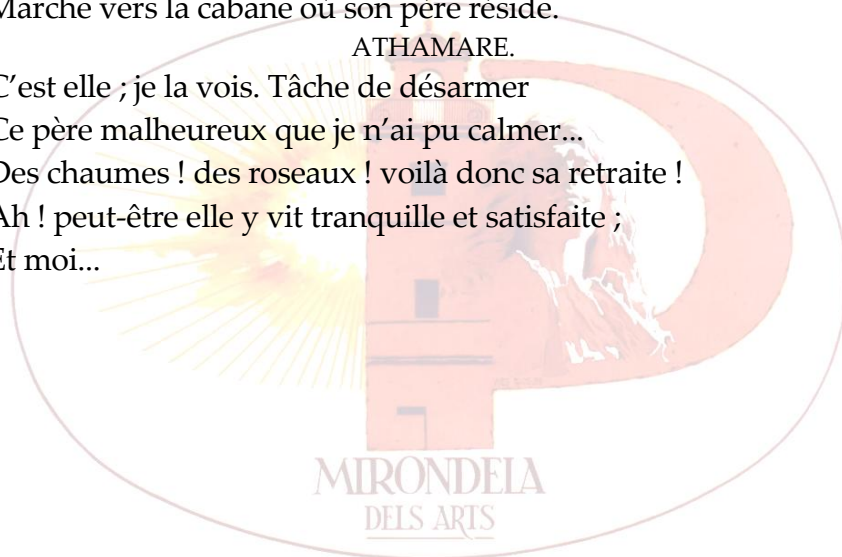 Marche vers la cabane où son père réside.
ATHAMARE.
C’est elle ; je la vois. Tâche de désarmer
Ce père malheureux que je n’ai pu calmer...
Des chaumes ! des roseaux ! voilà donc sa retraite !
Ah ! peut-être elle y vit tranquille et satisfaite ;
Et moi...
MIRONDELA
DELS ARTS